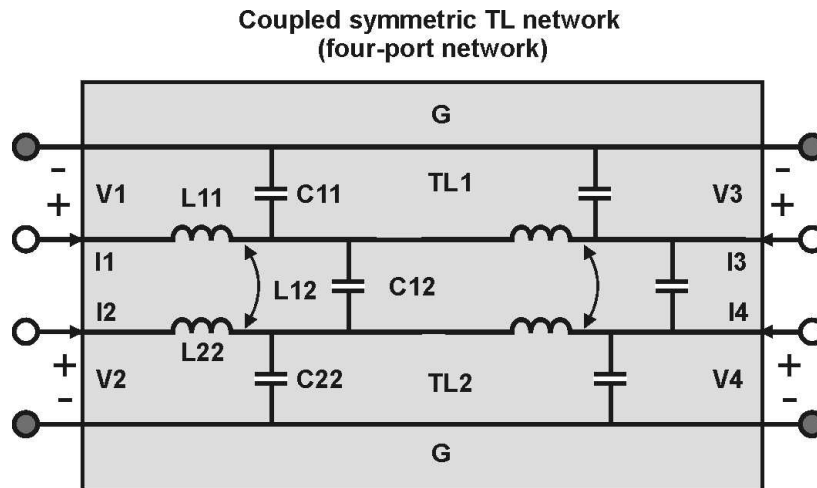 Coupled symmetric TL network
(four-port network)
G
- -
V1 L11 C11 TL1 V3
+ +
I1 L12 C12 I3
I2 I4
L22
+ V2 C22 TL2 V4 +
- -
G